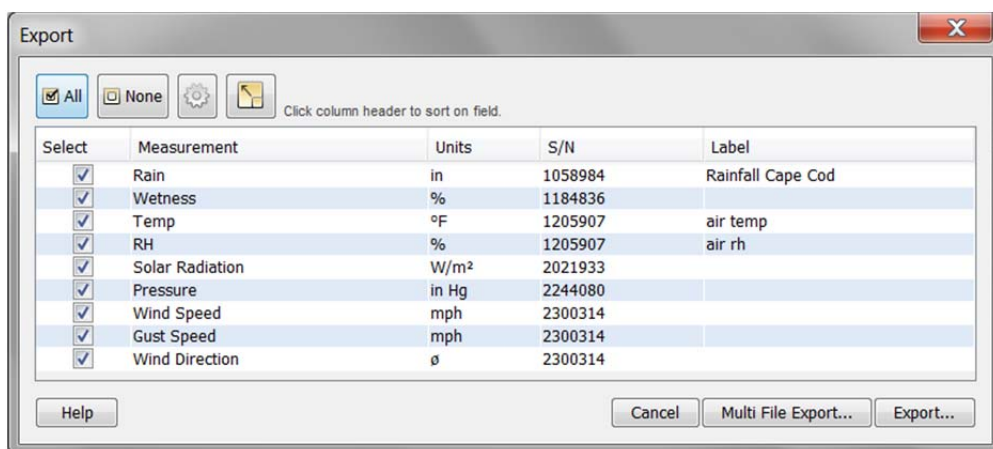 Export
All None Click column header to sort on field.
Select Measurement Units S/N Label
Rain in 1058984 Rainfall Cape Cod
Wetness % 1184836
Temp ºF 1205907 air temp
RH % 1205907 air rh
Solar Radiation W/m² 2021933
Pressure in Hg 2244080
Wind Speed mph 2300314
Gust Speed mph 2300314
Wind Direction ø 2300314
Help Cancel Multi File Export... Export...